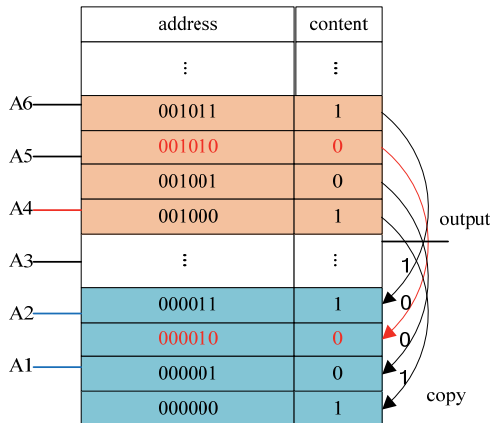 address content
⋮ ⋮
A6 001011 1
A5 001010 0
001001 0
A4 001000 1
output
A3 ⋮ ⋮ 1
A2 000011 1 0
000010 0 0
A1 000001 0 1
copy
000000 1